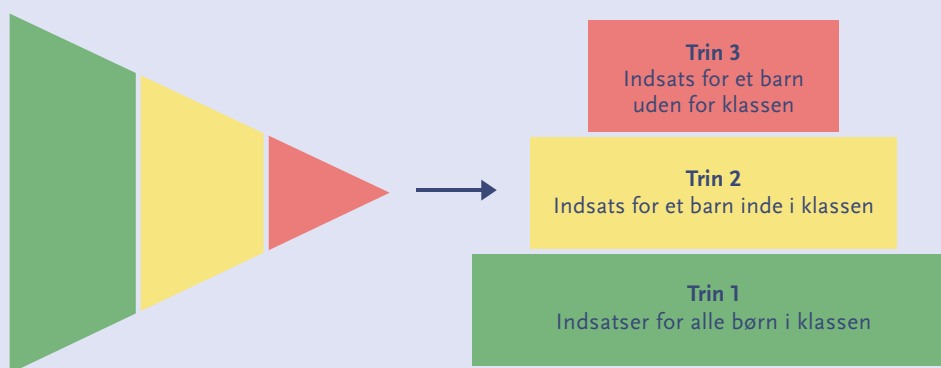 Trin 3
Indsats for et barn
uden for klassen
Trin 2
Indsats for et barn inde i klassen
Trin 1
Indsatser for alle børn i klassen